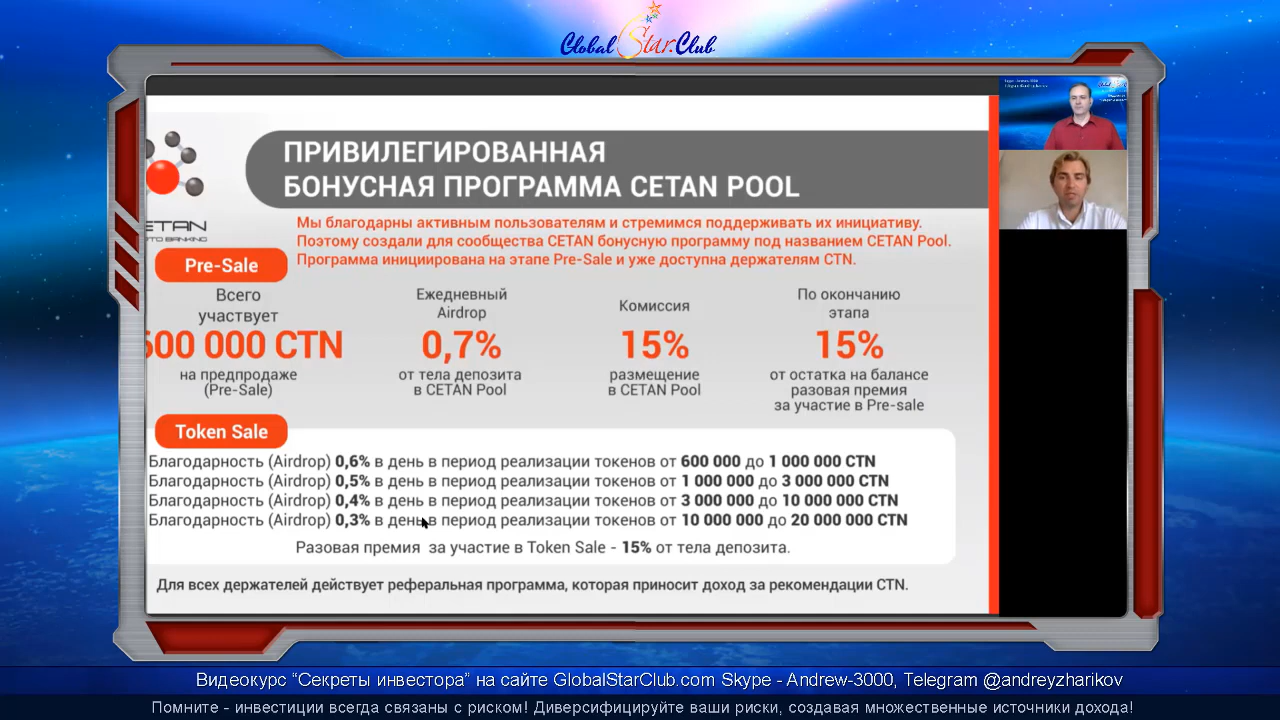 Global Star Club
ПРИВИЛЕГИРОВАННАЯ
БОНУСНАЯ ПРОГРАММА CETAN POOL
ETAN
Мы благодарны активным пользователям и стремимся поддерживать их инициативу.
Поэтому создали для сообщества CETAN бонусную программу под названием CETAN Pool.
Программа инициирована на этапе Pre-Sale и уже доступна держателям CTN.
Pre-Sale
Всего
участвует
600 000 CTN
на предпродаже
(Pre-Sale)
Ежедневный
Airdrop
0,7%
от тела депозита
в CETAN Pool
Комиссия
15%
размещение
в CETAN Pool
По окончанию
этапа
15%
от остатка на балансе
разовая премия
за участие в Pre-sale
Token Sale
Благодарность (Airdrop) 0,6% в день в период реализации токенов от 600 000 до 1 000 000 CTN
Благодарность (Airdrop) 0,5% в день в период реализации токенов от 1 000 000 до 3 000 000 CTN
Благодарность (Airdrop) 0,4% в день в период реализации токенов от 3 000 000 до 10 000 000 CTN
Благодарность (Airdrop) 0,3% в день в период реализации токенов от 10 000 000 до 20 000 000 CTN
Разовая премия за участие в Token Sale - 15% от тела депозита.
Для всех держателей действует реферальная программа, которая приносит доход за рекомендации CTN.
Видеокурс “Секреты инвестора” на сайте GlobalStarClub.com Skype - Andrew-3000, Telegram @andreyzharikov
Помните - инвестиции всегда связаны с риском! Диверсифицируйте ваши риски, создавая множественные источники дохода!